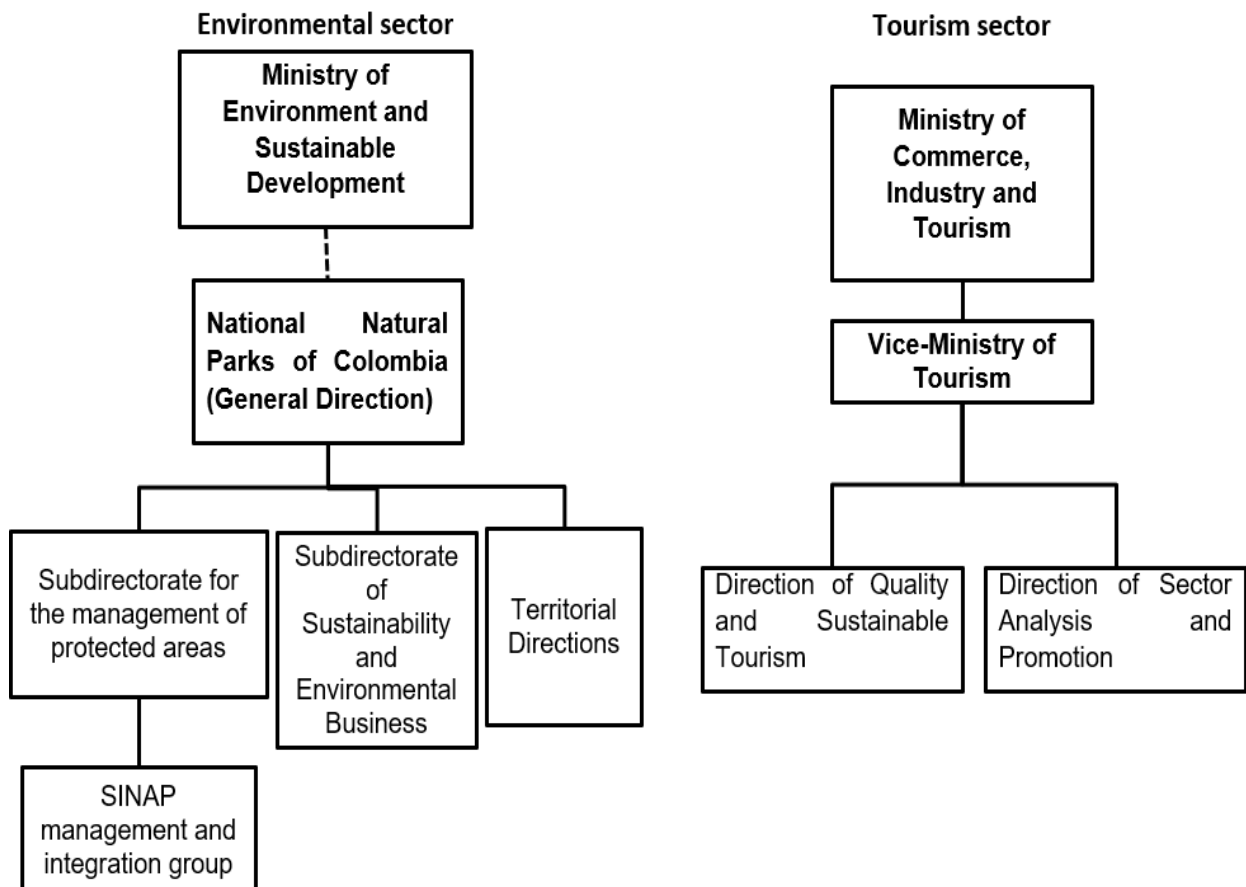 Environmental sector
Ministry of
Environment and
Sustainable
Development
National Natural
Parks of Colombia
(General Direction)
Subdirectorate for
the management of
protected areas
Subdirectorate
of
Sustainability
and
Environmental
Business
Territorial
Directions
SINAP
management and
integration group
Tourism sector
Ministry of
Commerce,
Industry and
Tourism
Vice-Ministry of
Tourism
Direction of Quality
and Sustainable
Tourism
Direction of Sector
Analysis and
Promotion